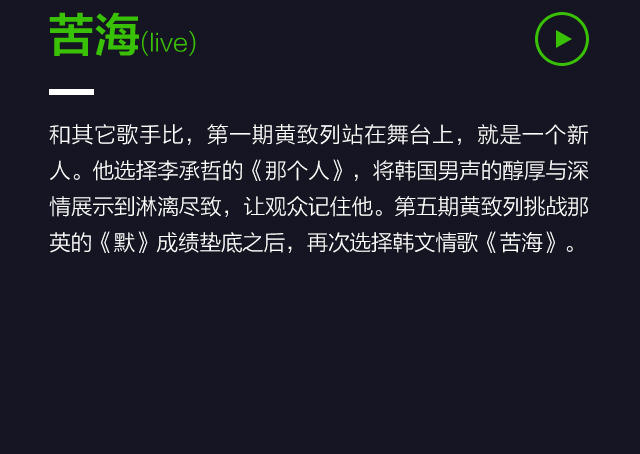 苦海(live)
和其它歌手比，第一期黄致列站在舞台上，就是一个新
人。他选择李承哲的《那个人》，将韩国男声的醇厚与深
情展示到淋漓尽致，让观众记住他。第五期黄致列挑战那
英的《默》成绩垫底之后，再次选择韩文情歌《苦海》。